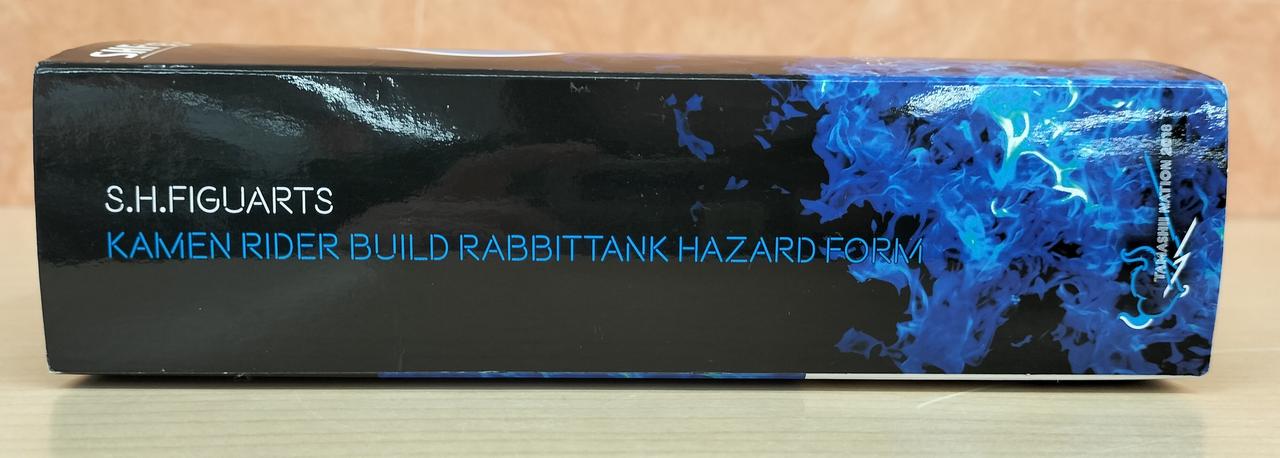 S.H.FIGUARTS
KAMEN RIDER BUILD RABBITTANK HAZARD FORM
TAMASHII NATION 2018